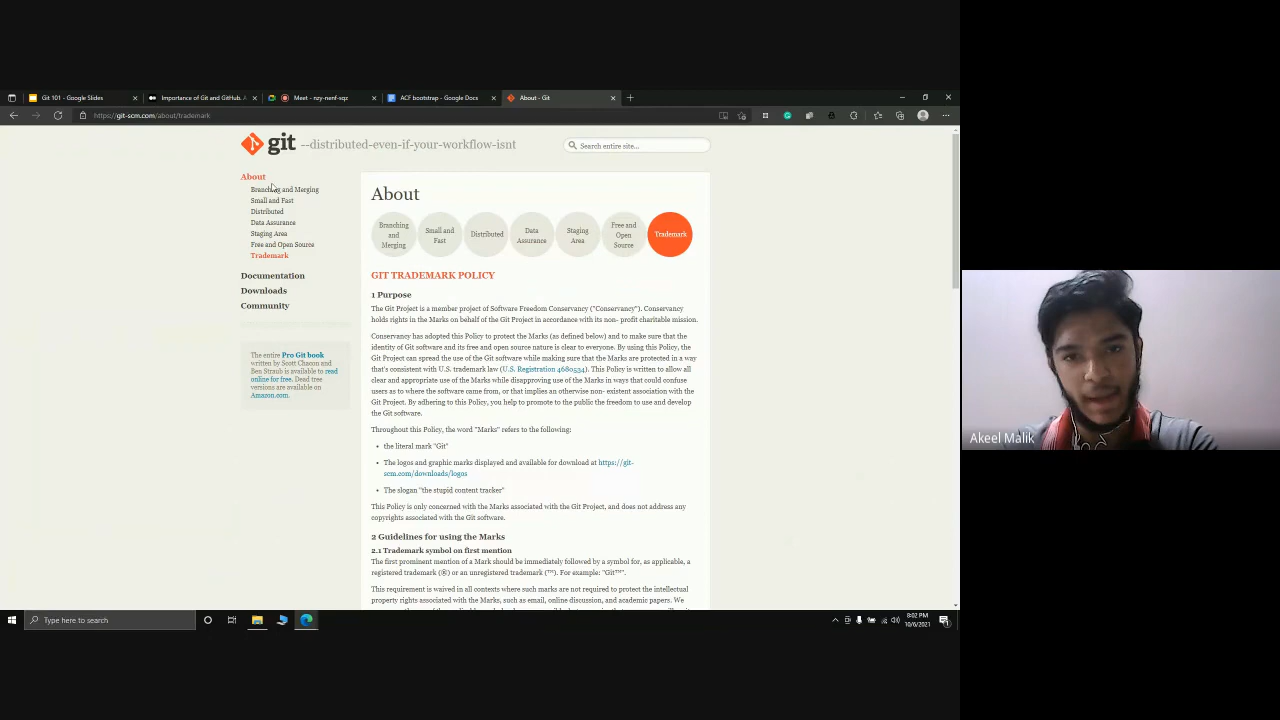 Git 101 - Google Slides
Importance of Git and GitHub. A
Meet - nzy-nenf-sqz
ACF bootstrap - Google Docs
About - Git
https://git-scm.com/about/trademark
git --distributed-even-if-your-workflow-isnt
Search entire site...
About
Branching and Merging
Small and Fast
Distributed
Data Assurance
Staging Area
Free and Open Source
Trademark
Documentation
Downloads
Community
The entire Pro Git book
written by Scott Chacon and
Ben Straub is available to read
online for free. Dead tree
versions are available on
Amazon.com.
About
Branching
and
Merging
Small and
Fast
Distributed
Data
Assurance
Staging
Area
Free and
Open
Source
Trademark
GIT TRADEMARK POLICY
1 Purpose
The Git Project is a member project of Software Freedom Conservancy ("Conservancy"). Conservancy
holds rights in the Marks on behalf of the Git Project in accordance with its non- profit charitable mission.
Conservancy has adopted this Policy to protect the Marks (as defined below) and to make sure that the
identity of Git software and its free and open source nature is clear to everyone. By using this Policy, the
Git Project can spread the use of the Git software while making sure that the Marks are protected in a way
that's consistent with U.S. trademark law (U.S. Registration 4680534). This Policy is written to allow all
clear and appropriate use of the Marks while disapproving use of the Marks in ways that could confuse
users as to where the software came from, or that implies an otherwise non- existent association with the
Git Project. By adhering to this Policy, you help to promote to the public the freedom to use and develop
the Git software.
Throughout this Policy, the word "Marks" refers to the following:
• the literal mark "Git"
• The logos and graphic marks displayed and available for download at https://git-
scm.com/downloads/logos
• The slogan "the stupid content tracker"
This Policy is only concerned with the Marks associated with the Git Project, and does not address any
copyrights associated with the Git software.
2 Guidelines for using the Marks
2.1 Trademark symbol on first mention
The first prominent mention of a Mark should be immediately followed by a symbol for, as applicable, a
registered trademark (®) or an unregistered trademark (™). For example: "Git™".
This requirement is waived in all contexts where such marks are not required to protect the intellectual
property rights associated with the Marks, such as email, online discussion, and academic papers. We
Type here to search
8:02 PM
10/6/2021
Akeel Malik